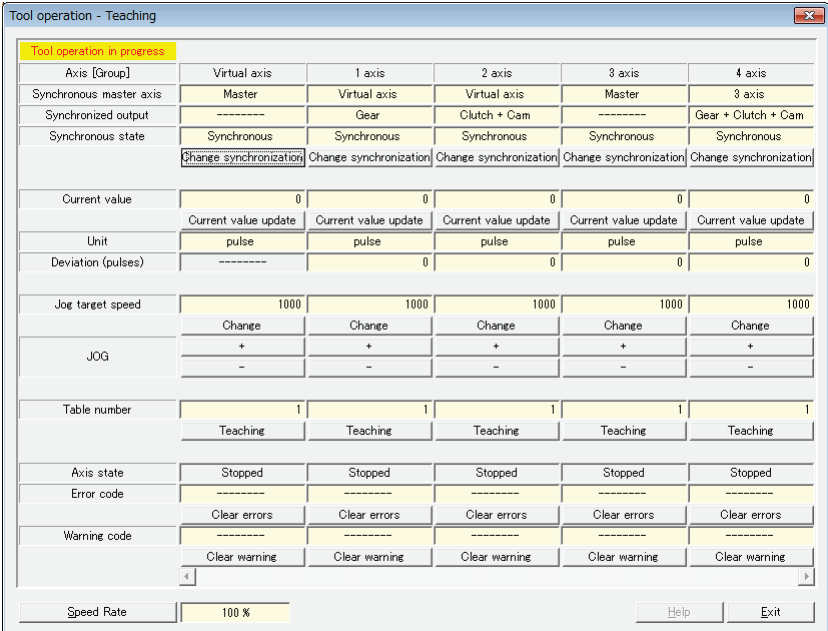 Tool operation - Teaching
Tool operation in progress
Axis [Group] Virtual axis 1 axis 2 axis 3 axis 4 axis
Synchronous master axis Master Virtual axis Virtual axis Master 3 axis
Synchronized output -------- Gear Clutch + Cam -------- Gear + Clutch + Cam
Synchronous state Synchronous Synchronous Synchronous Synchronous Synchronous
Change synchronization Change synchronization Change synchronization Change synchronization Change synchronization
Current value 0 0 0 0 0
Current value update Current value update Current value update Current value update Current value update
Unit pulse pulse pulse pulse pulse
Deviation (pulses) -------- 0 0 0 0
Jog target speed 1000 1000 1000 1000 1000
Change Change Change Change Change
JOG
+ + + + +
- - - - -
Table number 1 1 1 1 1
Teaching Teaching Teaching Teaching Teaching
Axis state Stopped Stopped Stopped Stopped Stopped
Error code -------- -------- -------- -------- --------
Clear errors Clear errors Clear errors Clear errors Clear errors
Warning code -------- -------- -------- -------- --------
Clear warning Clear warning Clear warning Clear warning Clear warning
Speed Rate 100 % Help Exit